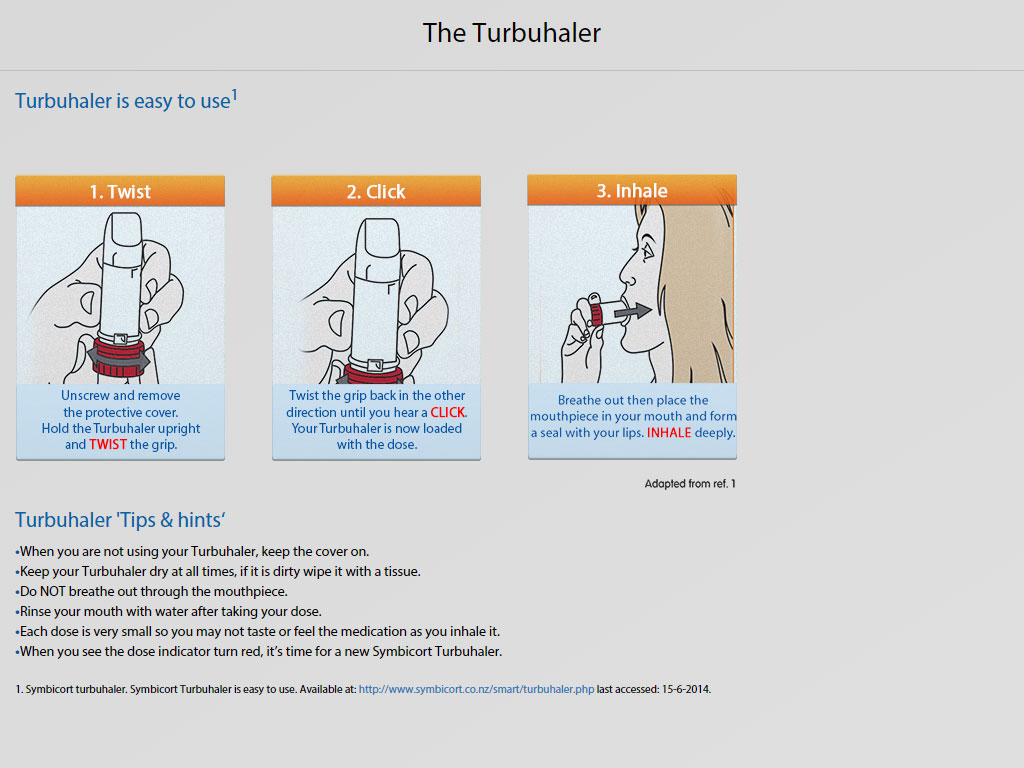 The Turbuhaler
Turbuhaler is easy to use1
1. Twist
Unscrew and remove
the protective cover.
Hold the Turbuhaler upright
and TWIST the grip.
2. Click
Twist the grip back in the other
direction until you hear a CLICK.
Your Turbuhaler is now loaded
with the dose.
3. Inhale
Breathe out then place the
mouthpiece in your mouth and form
a seal with your lips. INHALE deeply.
Adapted from ref. 1
Turbuhaler 'Tips & hints‘
•When you are not using your Turbuhaler, keep the cover on.
•Keep your Turbuhaler dry at all times, if it is dirty wipe it with a tissue.
•Do NOT breathe out through the mouthpiece.
•Rinse your mouth with water after taking your dose.
•Each dose is very small so you may not taste or feel the medication as you inhale it.
•When you see the dose indicator turn red, it’s time for a new Symbicort Turbuhaler.
1. Symbicort turbuhaler. Symbicort Turbuhaler is easy to use. Available at: http://www.symbicort.co.nz/smart/turbuhaler.php last accessed: 15-6-2014.